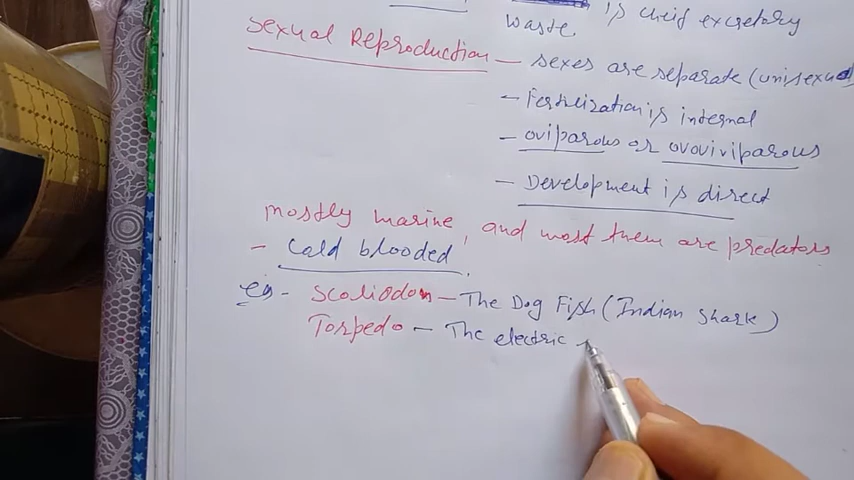 is cheif excretory
waste.
Sexual Reproduction — sexes are separate (unisexual
- Fertilization is internal
- oviparous or ovoviviparous
- Development is direct
mostly marine, and most them are predators
- Cold blooded.
eg - Scoliodon — The Dog Fish (Indian Shark)
Torpedo — The electric